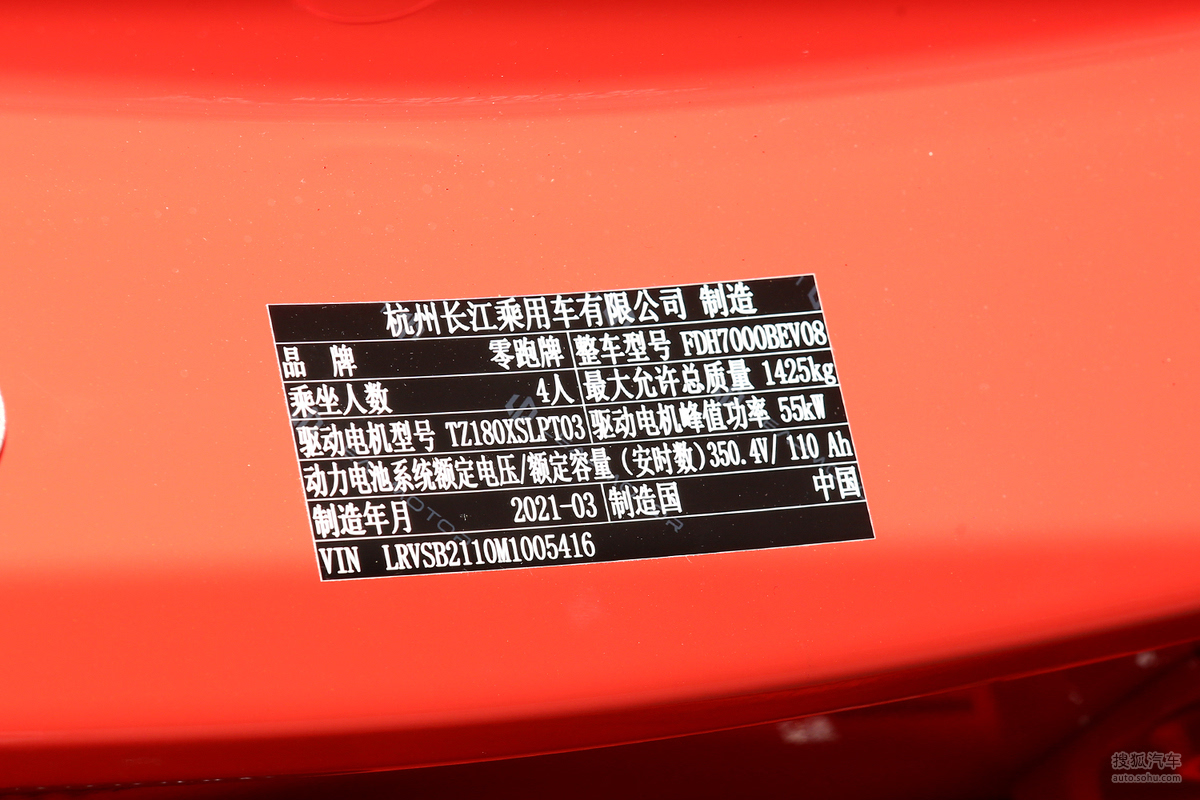 杭州长江乘用车有限公司 制造
品 牌 零跑牌 整车型号 FDH7000BEV08
乘坐人数 4人 最大允许总质量 1425kg
驱动电机型号 TZ180XSLPT03 驱动电机峰值功率 55kW
动力电池系统额定电压/额定容量(安时数) 350.4V/ 110 Ah
制造年月 2021-03 制造国 中国
VIN LRVSB2110M1005416
搜狐汽车
auto.sohu.com